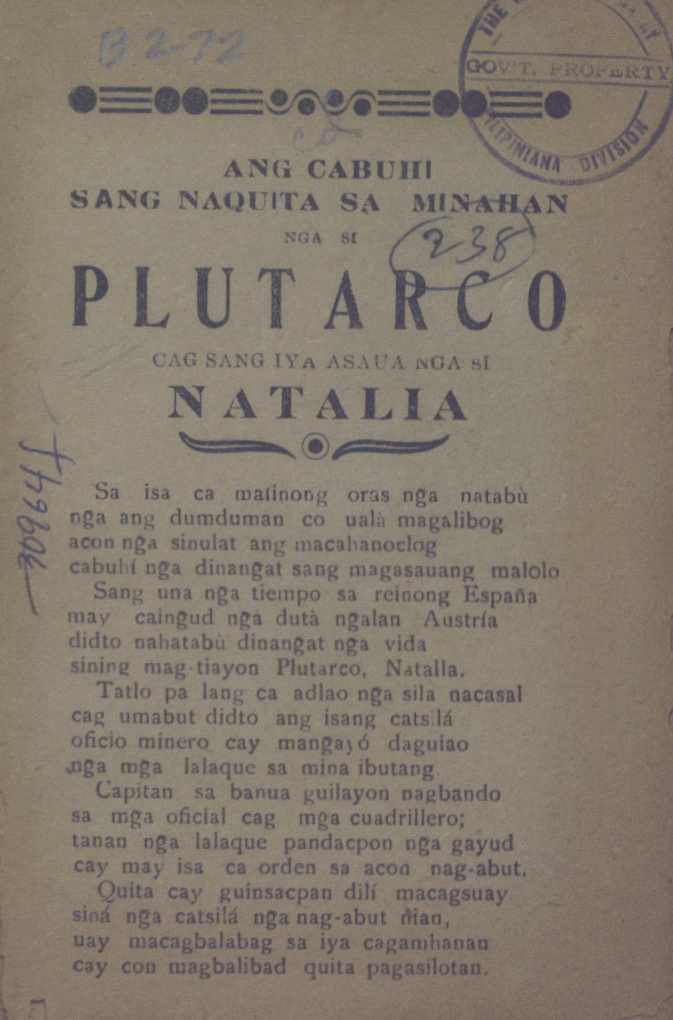 B 2-72
GOV'T. PROPERTY
FILIPINIANA DIVISION
ANG CABUHI
SANG NAQUITA SA MINAHAN
NGA SI
238
PLUTARCO
CAG SANG IYA ASAUA NGA SI
NATALIA
Sa isa ca matinong oras nga natabù
nga ang dumduman co ualà magalibog
acon nga sinulat ang macahanoclog
cabuhí nga dinangat sang magasauang malolo
Sang una nga tiempo sa reinong España
may caingud nga dutà ngalan Austría
didto nahatabù dinangat nga vida
sining mag-tiayon Plutarco, Natalla.
Tatlo pa lang ca adlao nga sila nacasal
cag umabut didto ang isang catsilá
oficio minero cay mangayó daguiao
nga mga lalaque sa mina ibutang
Capitan sa banua guilayon nagbando
sa mga oficial cag mga cuadrillero;
tanan nga lalaque pandacpon nga gayud
cay may isa ca orden sa acon nag-abut.
Quita cay guinsacpan dilí macagsuay
siná nga catsilá nga nag-abut man,
uay macagbalabag sa iya cagamhanan
cay con magbalibad quita pagasilotan.